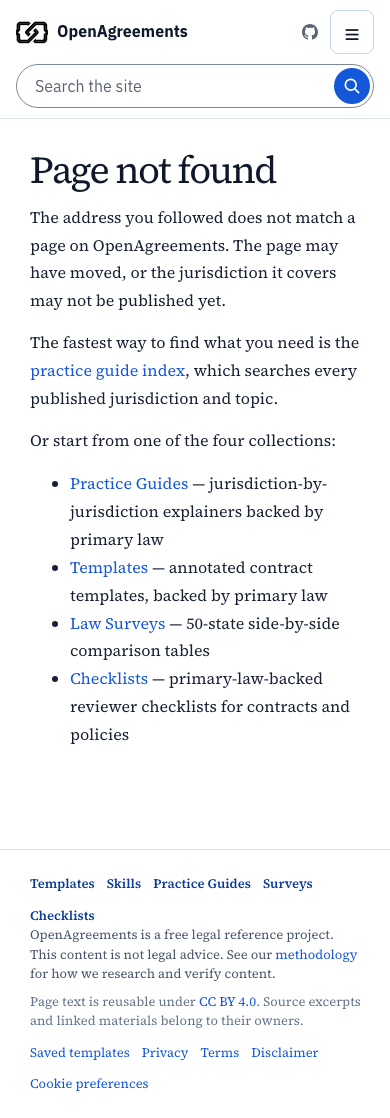 OpenAgreements
Search the site
Page not found
The address you followed does not match a
page on OpenAgreements. The page may
have moved, or the jurisdiction it covers
may not be published yet.
The fastest way to find what you need is the
practice guide index, which searches every
published jurisdiction and topic.
Or start from one of the four collections:
• Practice Guides — jurisdiction-by-
jurisdiction explainers backed by
primary law
• Templates — annotated contract
templates, backed by primary law
• Law Surveys — 50-state side-by-side
comparison tables
• Checklists — primary-law-backed
reviewer checklists for contracts and
policies
Templates Skills Practice Guides Surveys
Checklists
OpenAgreements is a free legal reference project.
This content is not legal advice. See our methodology
for how we research and verify content.
Page text is reusable under CC BY 4.0. Source excerpts
and linked materials belong to their owners.
Saved templates Privacy Terms Disclaimer
Cookie preferences